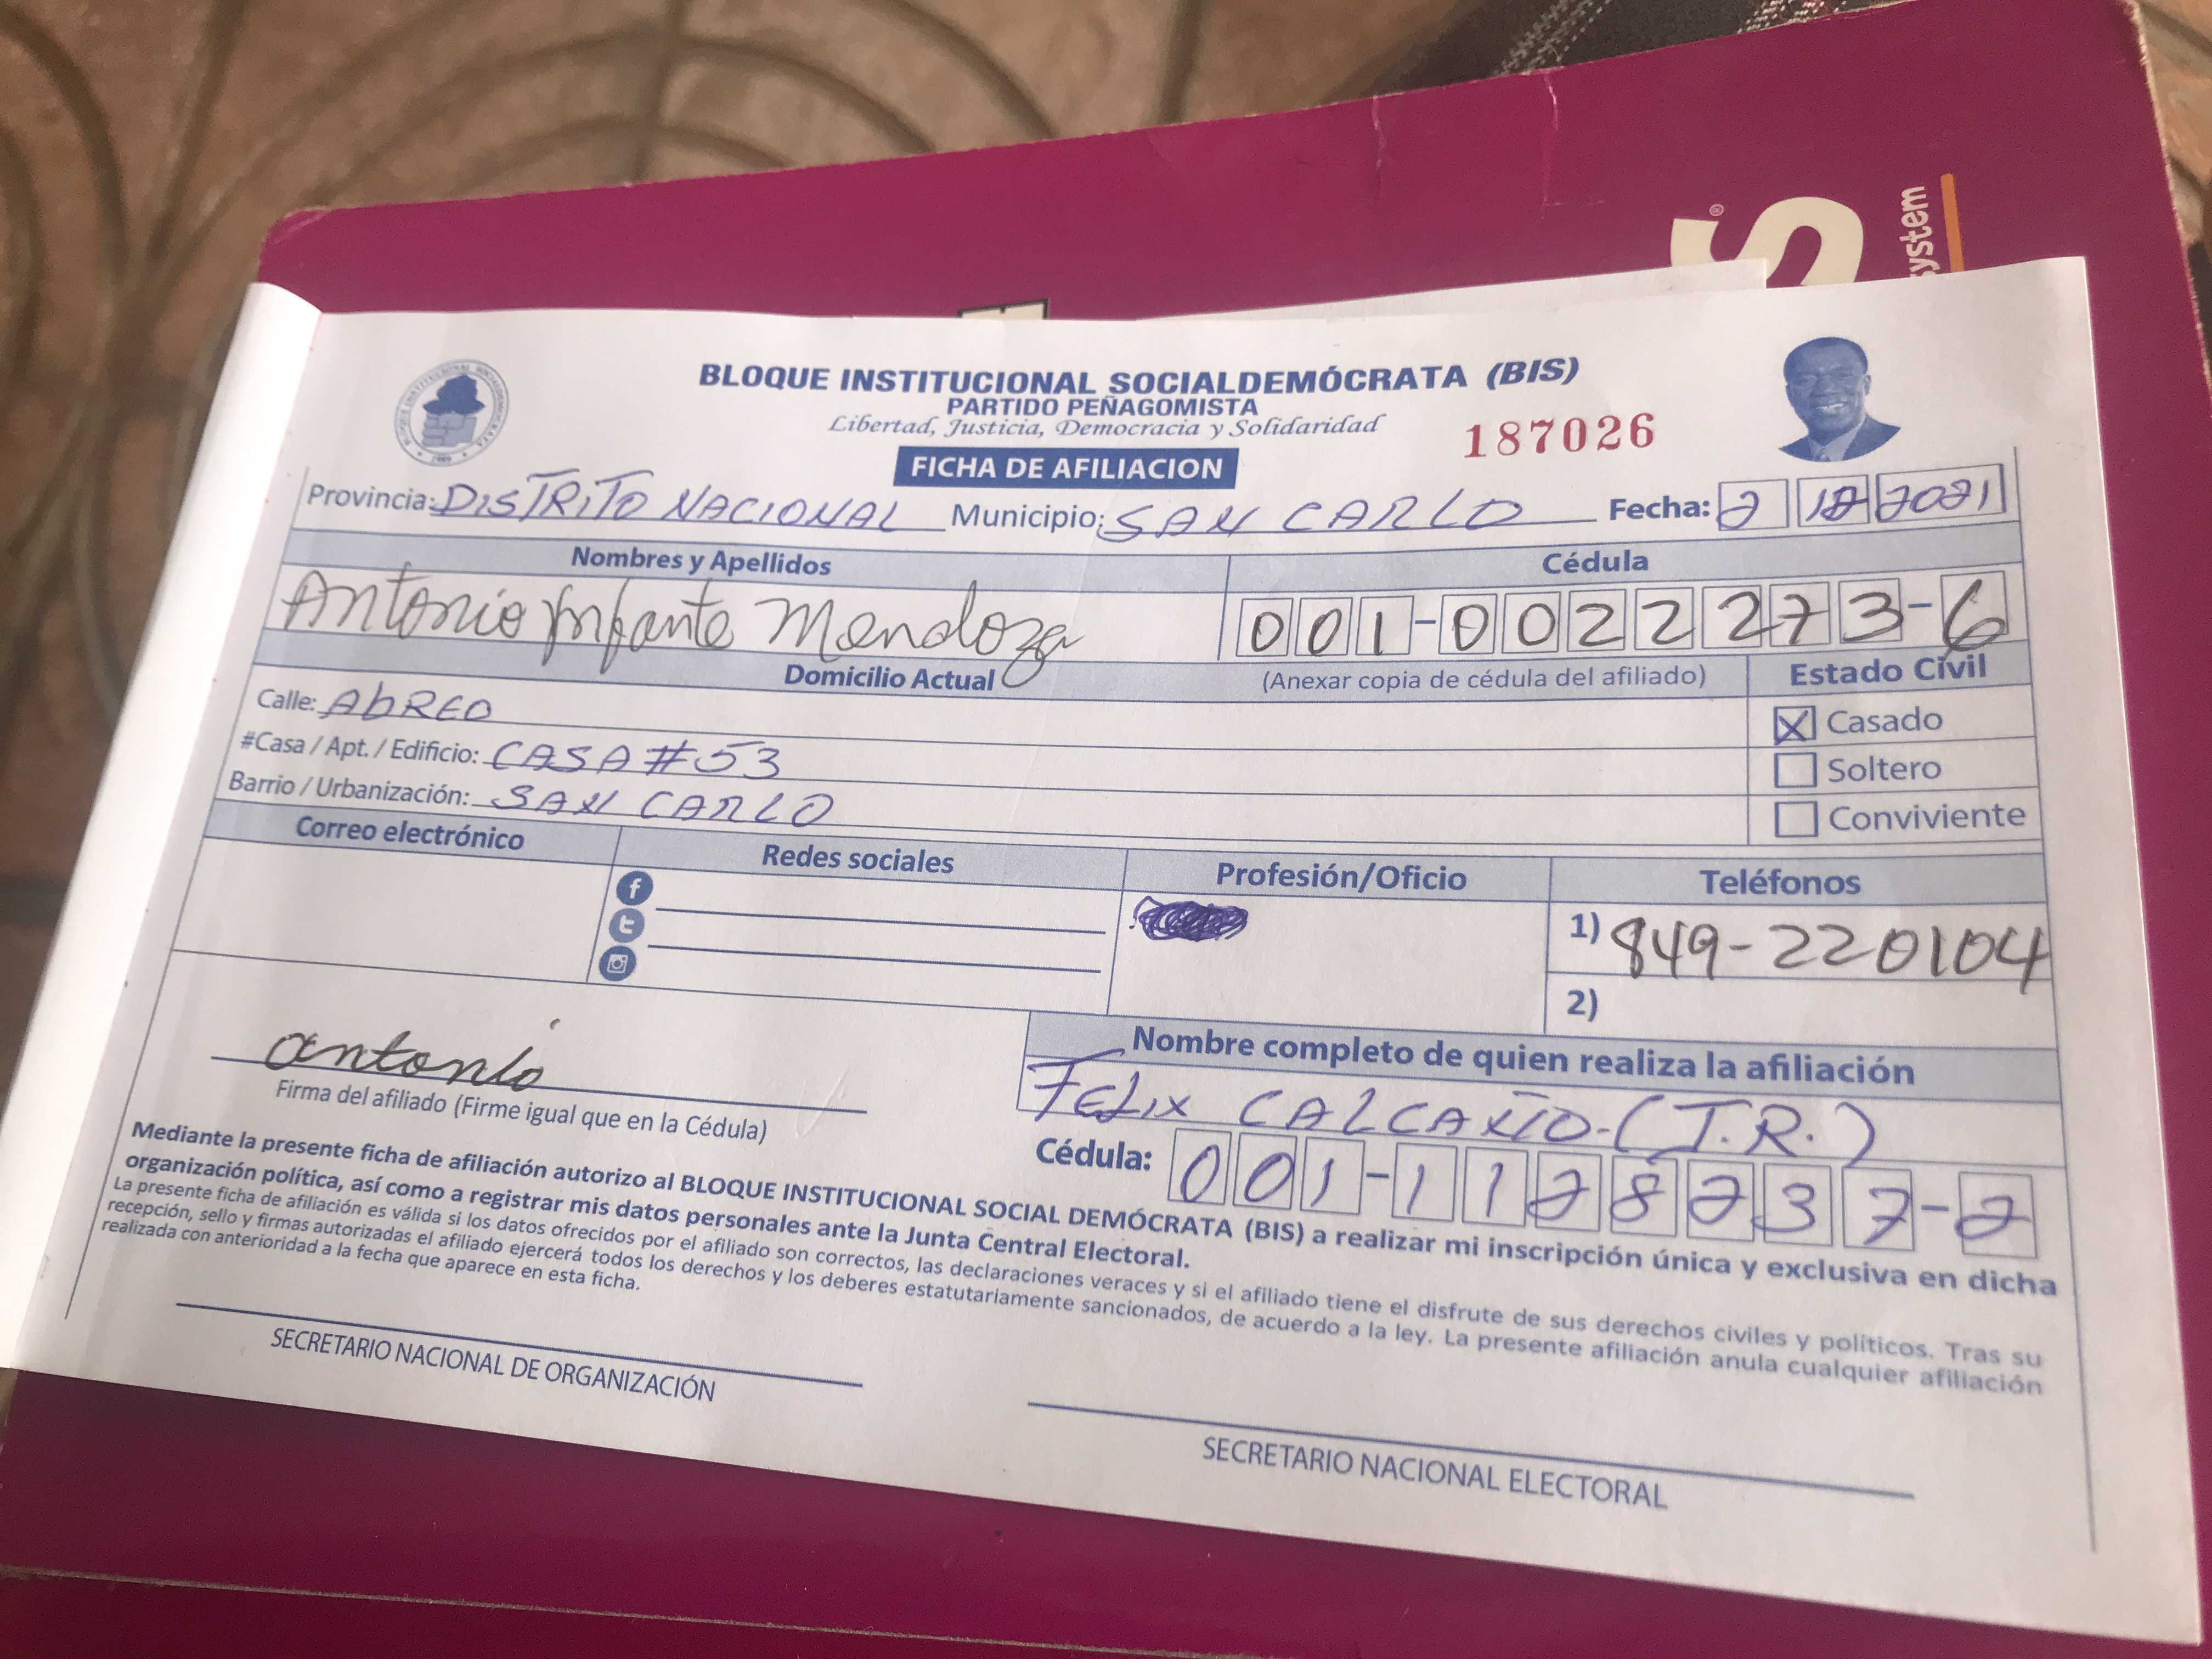 BLOQUE INSTITUCIONAL SOCIALDEMÓCRATA (BIS)
PARTIDO PEÑAGOMISTA
Libertad, Justicia, Democracia y Solidaridad
187026
FICHA DE AFILIACION
Provincia: DISTRITO NACIONAL Municipio: SAN CARLO Fecha: 2 12 2021
Nombres y Apellidos Cédula
Antonio Infante Mendoza 001-0022273-6
Domicilio Actual (Anexar copia de cédula del afiliado) Estado Civil
Calle: AbREO
X Casado
#Casa / Apt. / Edificio: CASA #53
Soltero
Barrio / Urbanización: SAN CARLO
Conviviente
Correo electrónico Redes sociales Profesión/Oficio Teléfonos
1) 849-220104
2)
antonio
Firma del afiliado (Firme igual que en la Cédula)
Nombre completo de quien realiza la afiliación
FELIX CALCAÑO-(J.R.)
Cédula: 001-1128237-2
Mediante la presente ficha de afiliación autorizo al BLOQUE INSTITUCIONAL SOCIAL DEMÓCRATA (BIS) a realizar mi inscripción única y exclusiva en dicha
organización política, así como a registrar mis datos personales ante la Junta Central Electoral.
La presente ficha de afiliación es válida si los datos ofrecidos por el afiliado son correctos, las declaraciones veraces y si el afiliado tiene el disfrute de sus derechos civiles y políticos. Tras su
recepción, sello y firmas autorizadas el afiliado ejercerá todos los derechos y los deberes estatutariamente sancionados, de acuerdo a la ley. La presente afiliación anula cualquier afiliación
realizada con anterioridad a la fecha que aparece en esta ficha.
SECRETARIO NACIONAL DE ORGANIZACIÓN
SECRETARIO NACIONAL ELECTORAL